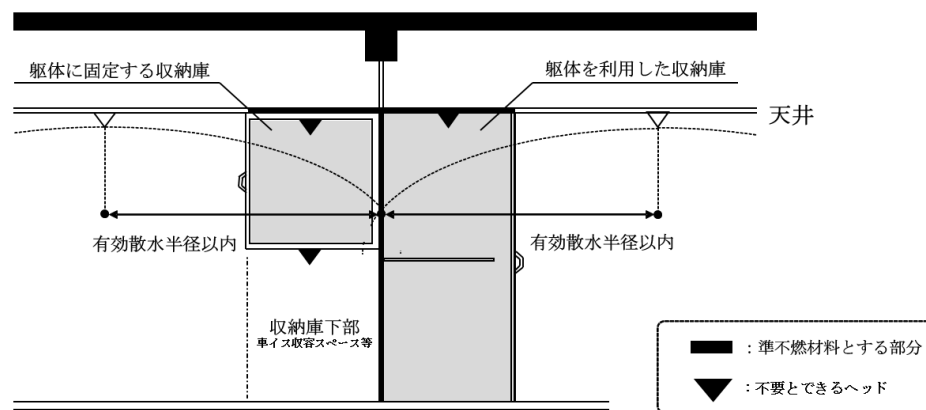 躯体に固定する収納庫
躯体を利用した収納庫
天井
有効散水半径以内
有効散水半径以内
収納庫下部
車イス収容スペース等
：準不燃材料とする部分
：不要とできるヘッド